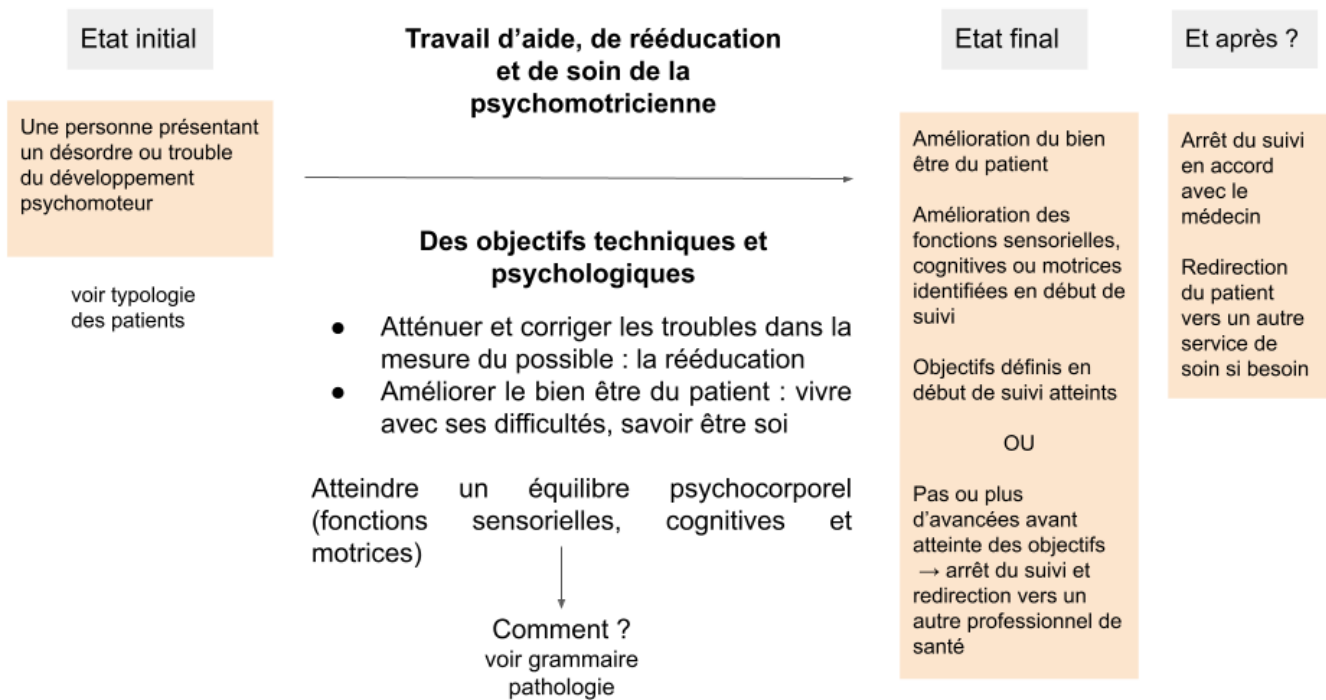 Etat initial
Une personne présentant
un désordre ou trouble
du développement
psychomoteur
voir typologie
des patients
Travail d’aide, de rééducation
et de soin de la
psychomotricienne
Des objectifs techniques et
psychologiques
● Atténuer et corriger les troubles dans la
mesure du possible : la rééducation
● Améliorer le bien être du patient : vivre
avec ses difficultés, savoir être soi
Atteindre un équilibre psychocorporel
(fonctions sensorielles, cognitives et
motrices)
Comment ?
voir grammaire
pathologie
Etat final
Amélioration du bien
être du patient
Amélioration des
fonctions sensorielles,
cognitives ou motrices
identifiées en début de
suivi
Objectifs définis en
début de suivi atteints
OU
Pas ou plus
d’avancées avant
atteinte des objectifs
→ arrêt du suivi et
redirection vers un
autre professionnel de
santé
Et après ?
Arrêt du suivi
en accord
avec le
médecin
Redirection
du patient
vers un autre
service de
soin si besoin